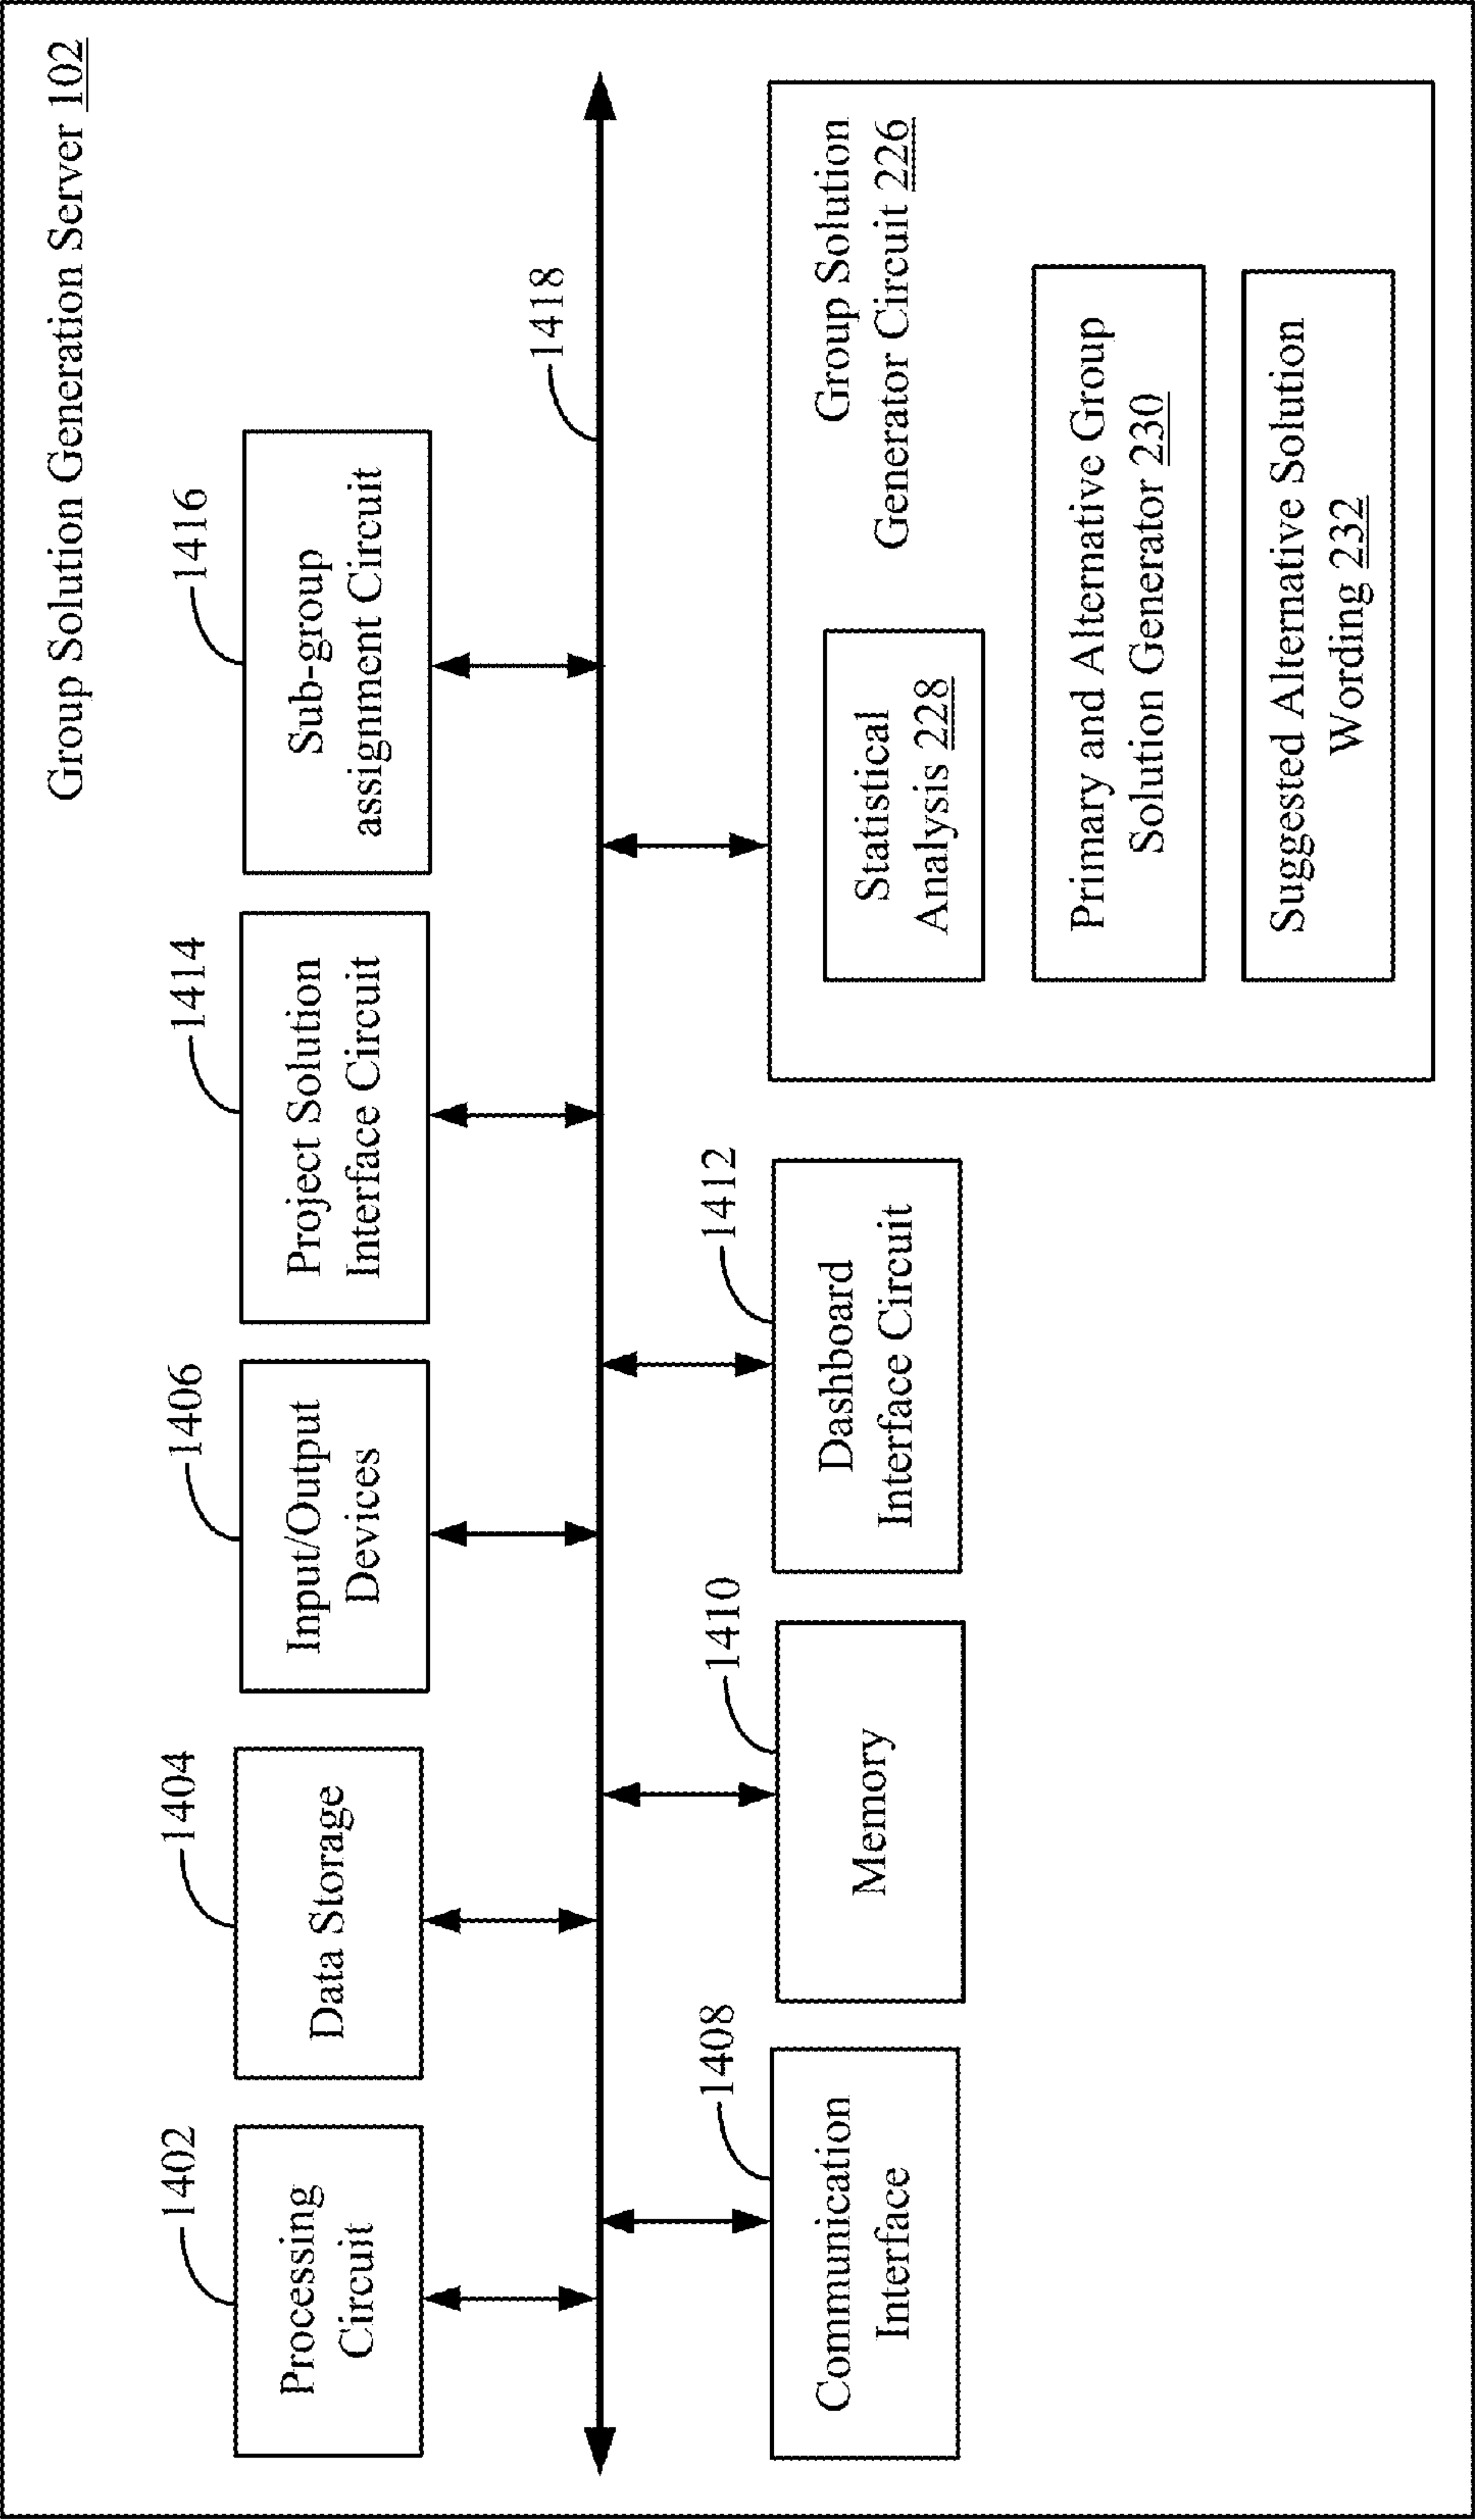 Group Solution Generation Server 102
1402
Processing
Circuit
1404
Data Storage
1406
Input/Output
Devices
1414
Project Solution
Interface Circuit
1416
Sub-group
assignment Circuit
1418
1408
Communication
Interface
1410
Memory
1412
Dashboard
Interface Circuit
Group Solution
Generator Circuit 226
Statistical
Analysis 228
Primary and Alternative Group
Solution Generator 230
Suggested Alternative Solution
Wording 232